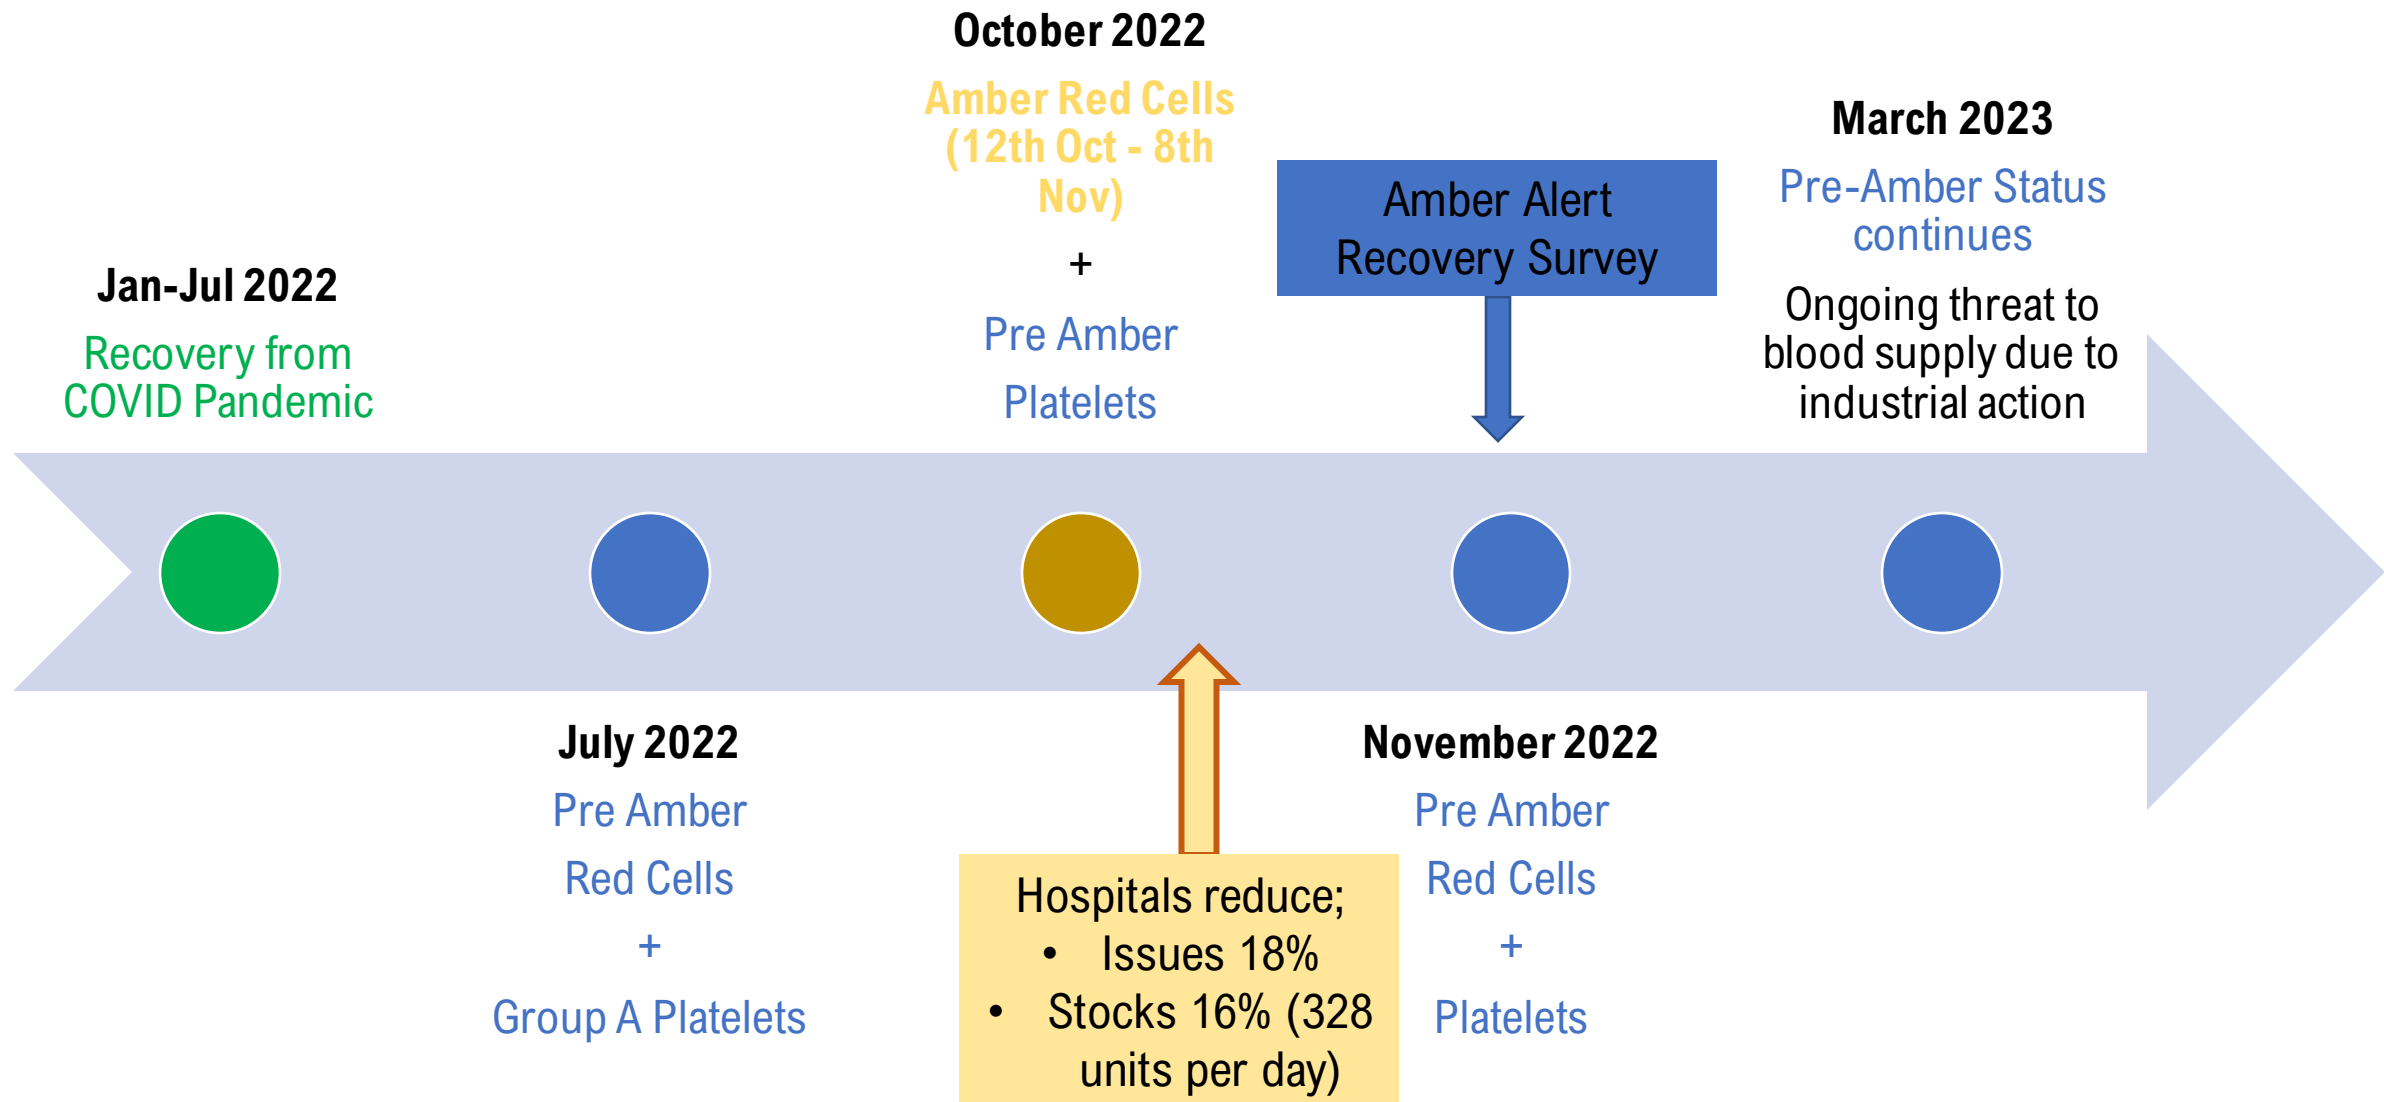 Jan-Jul 2022
Recovery from
COVID Pandemic
July 2022
Pre Amber
Red Cells
+
Group A Platelets
October 2022
Amber Red Cells
(12th Oct - 8th
Nov)
+
Pre Amber
Platelets
Hospitals reduce;
• Issues 18%
• Stocks 16% (328
units per day)
Amber Alert
Recovery Survey
November 2022
Pre Amber
Red Cells
+
Platelets
March 2023
Pre-Amber Status
continues
Ongoing threat to
blood supply due to
industrial action